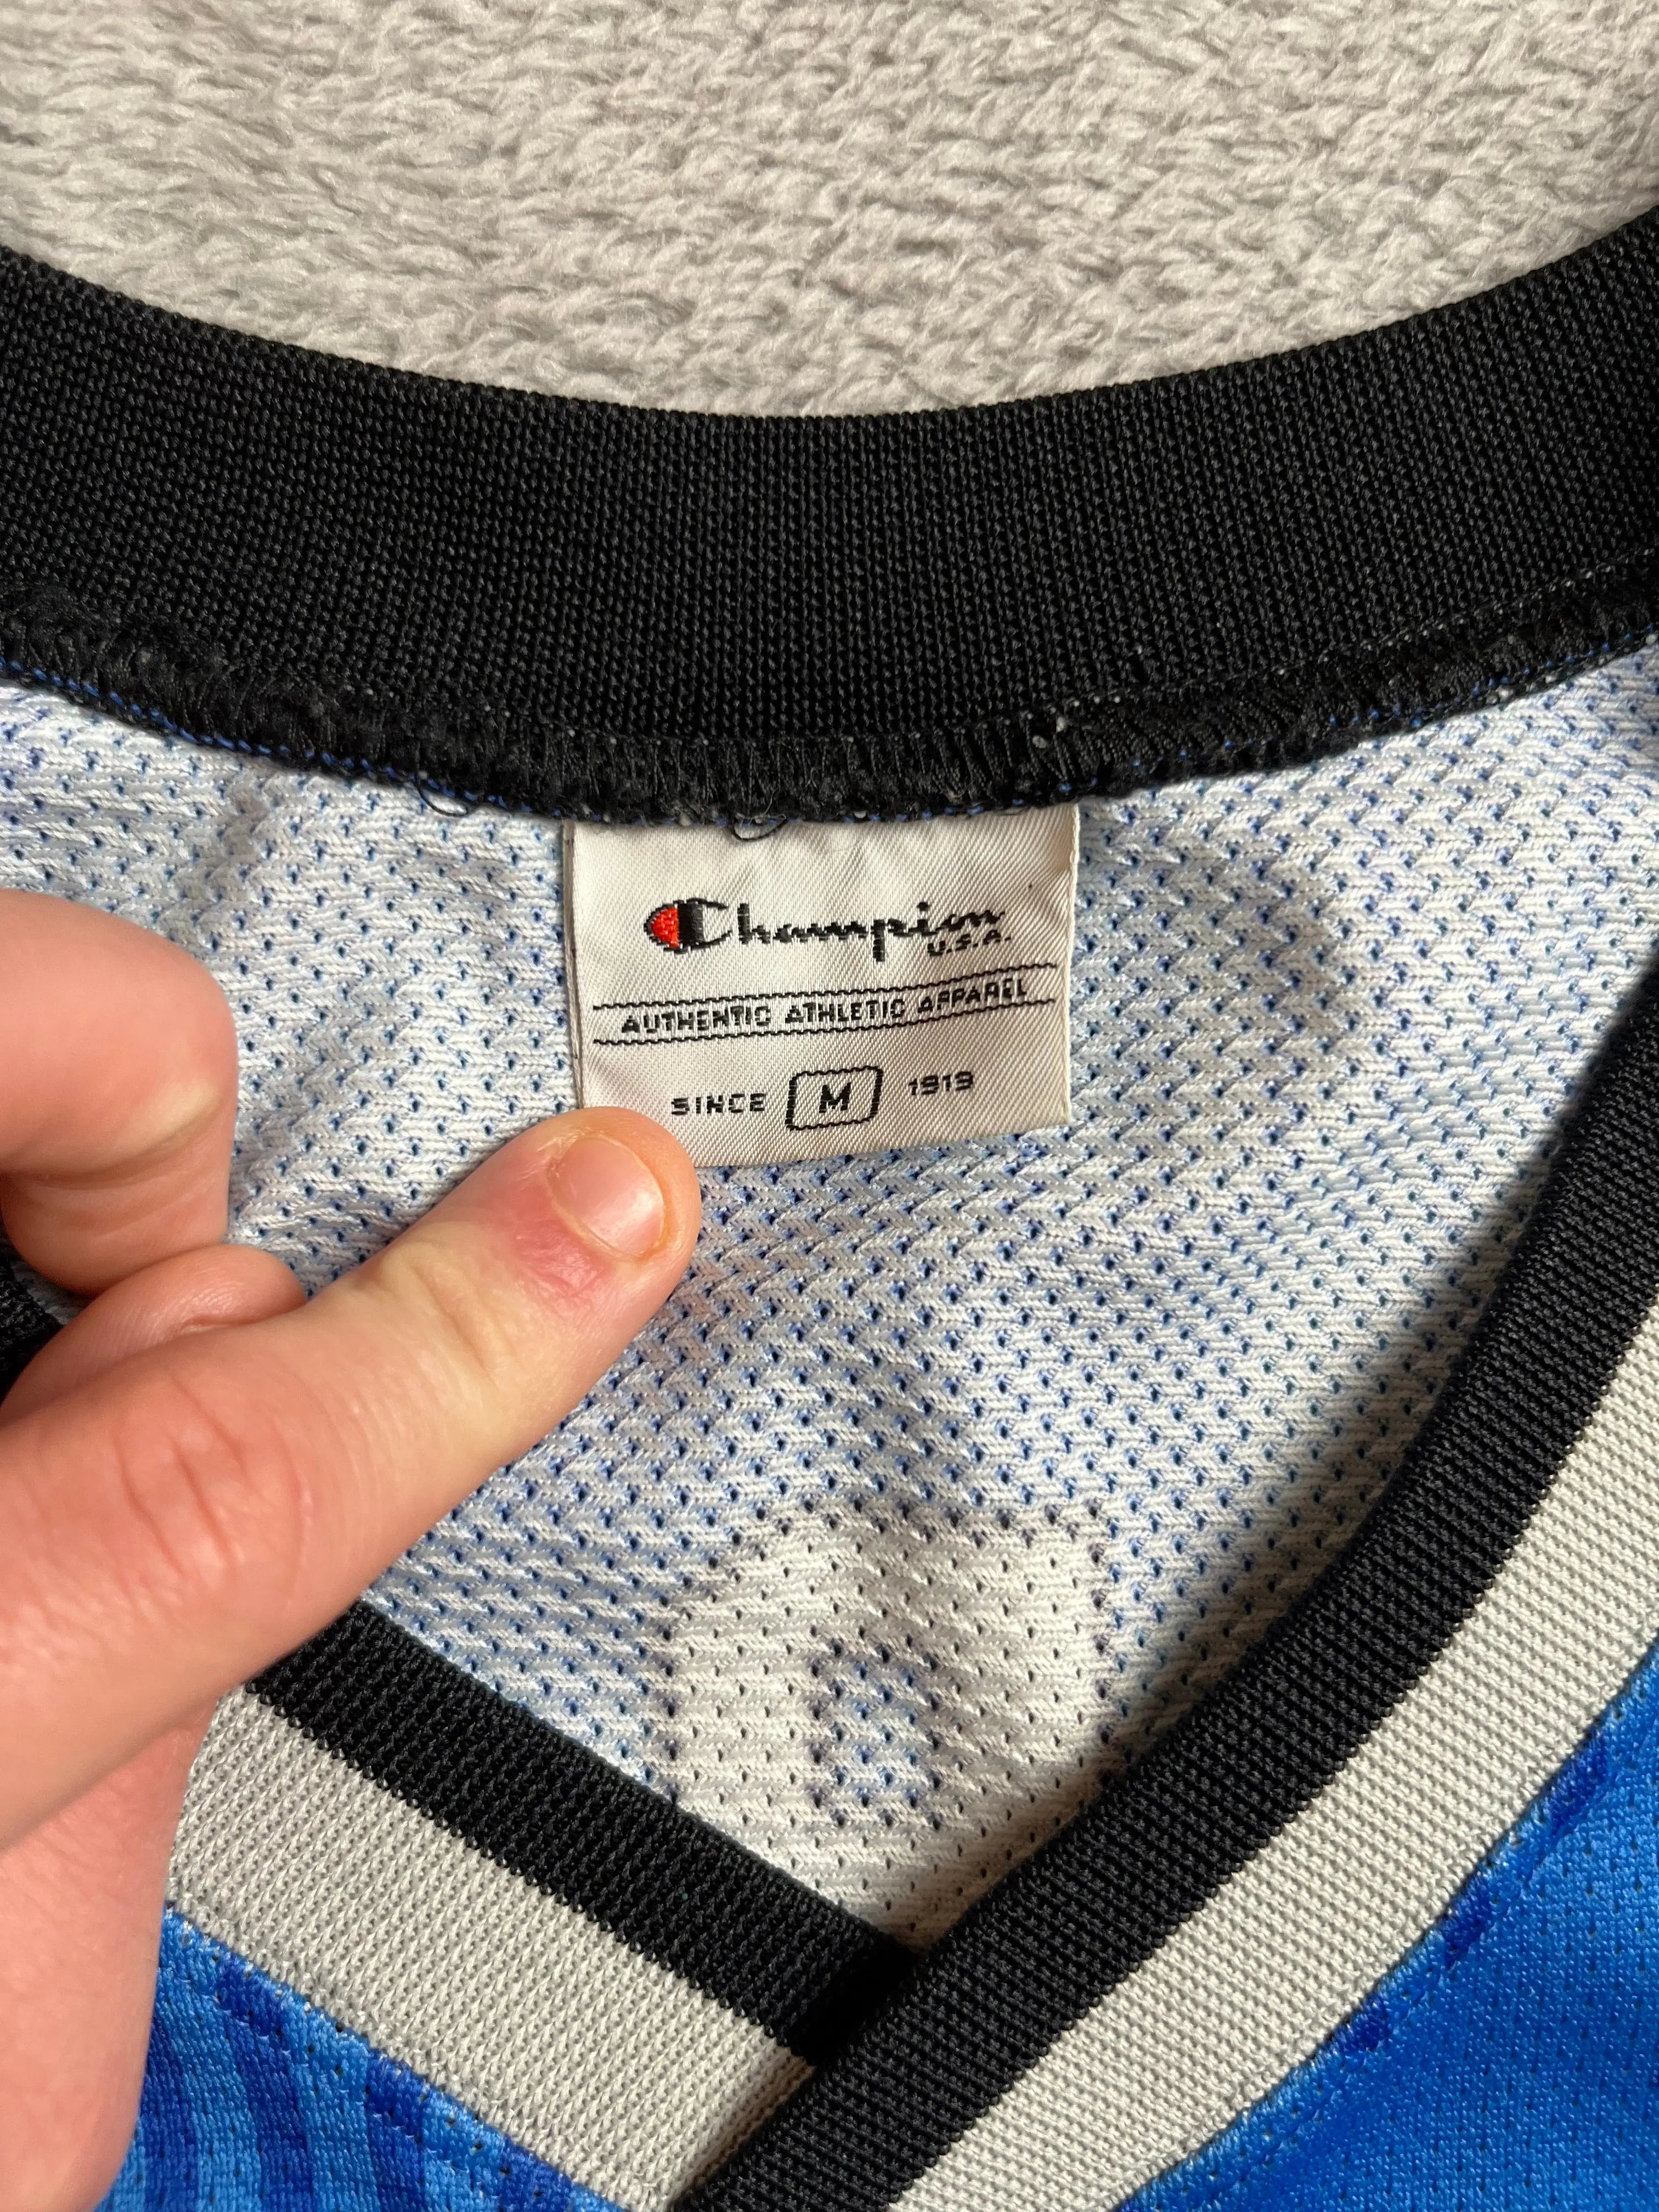 Champion
U.S.A.
AUTHENTIC ATHLETIC APPAREL
SINCE M 1919